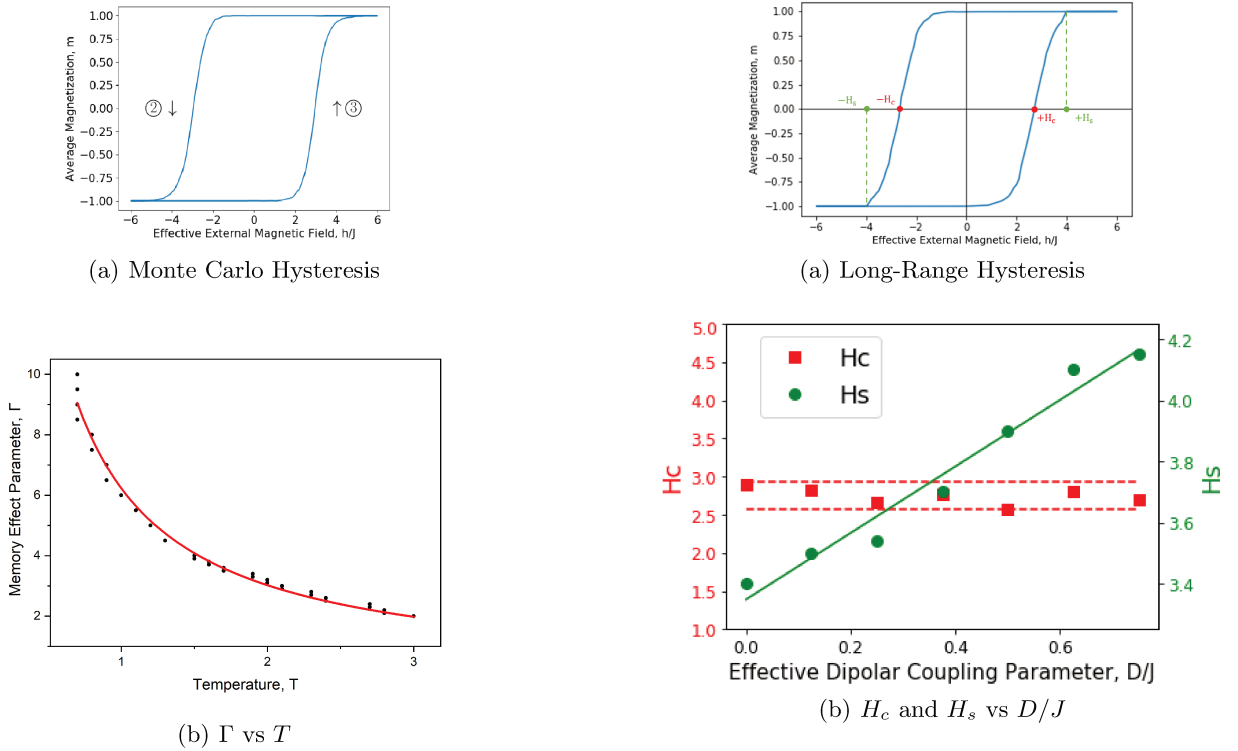 1.00
0.75
0.50
0.25
0.00
−0.25
−0.50
−0.75
−1.00
Average Magnetization, m
② ↓
↑ ③
−6 −4 −2 0 2 4 6
Effective External Magnetic Field, h/J
(a) Monte Carlo Hysteresis
1.00
0.75
0.50
0.25
0.00
−0.25
−0.50
−0.75
−1.00
Average Magnetization, m
−Hs −Hc
+Hc +Hs
−6 −4 −2 0 2 4 6
Effective External Magnetic Field, h/J
(a) Long-Range Hysteresis
10
8
6
4
2
Memory Effect Parameter, Γ
1 2 3
Temperature, T
(b) Γ vs T
5.0
4.5
4.0
3.5
3.0
2.5
2.0
1.5
1.0
Hc
Hc
Hs
4.2
4.0
3.8
3.6
3.4
Hs
0.0 0.2 0.4 0.6
Effective Dipolar Coupling Parameter, D/J
(b) Hc and Hs vs D/J